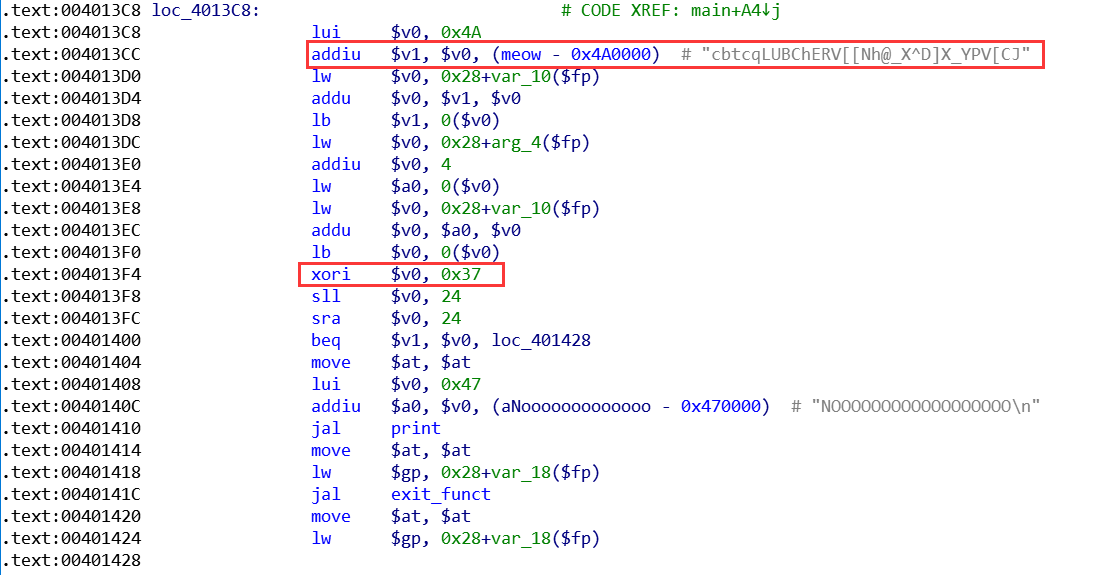 .text:004013C8 loc_4013C8:                              # CODE XREF: main+A4↓j
.text:004013C8                 lui     $v0, 0x4A
.text:004013CC                 addiu   $v1, $v0, (meow - 0x4A0000)  # "cbtcqLUBChERV[[Nh@_X^D]X_YPV[CJ"
.text:004013D0                 lw      $v0, 0x28+var_10($fp)
.text:004013D4                 addu    $v0, $v1, $v0
.text:004013D8                 lb      $v1, 0($v0)
.text:004013DC                 lw      $v0, 0x28+arg_4($fp)
.text:004013E0                 addiu   $v0, 4
.text:004013E4                 lw      $a0, 0($v0)
.text:004013E8                 lw      $v0, 0x28+var_10($fp)
.text:004013EC                 addu    $v0, $a0, $v0
.text:004013F0                 lb      $v0, 0($v0)
.text:004013F4                 xori    $v0, 0x37
.text:004013F8                 sll     $v0, 24
.text:004013FC                 sra     $v0, 24
.text:00401400                 beq     $v1, $v0, loc_401428
.text:00401404                 move    $at, $at
.text:00401408                 lui     $v0, 0x47
.text:0040140C                 addiu   $a0, $v0, (aNooooooooooooo - 0x470000)  # "NOOOOOOOOOOOOOOOOOO\n"
.text:00401410                 jal     print
.text:00401414                 move    $at, $at
.text:00401418                 lw      $gp, 0x28+var_18($fp)
.text:0040141C                 jal     exit_funct
.text:00401420                 move    $at, $at
.text:00401424                 lw      $gp, 0x28+var_18($fp)
.text:00401428